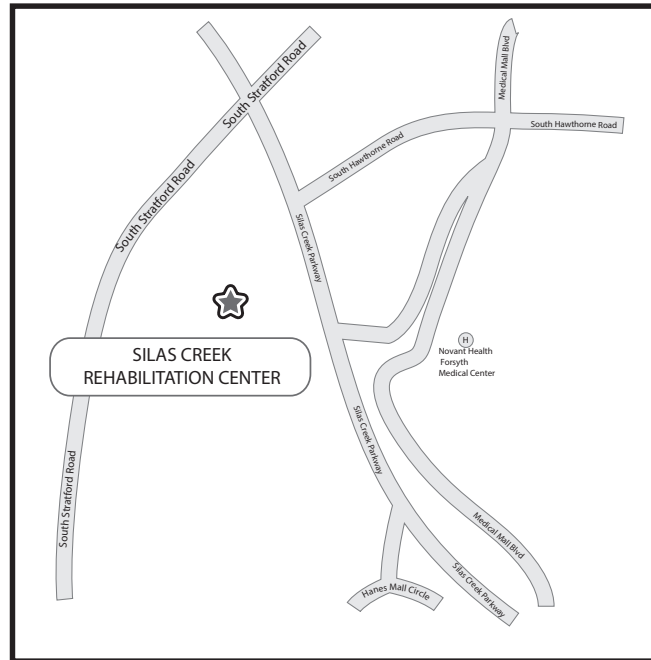 Medical Mall Blvd
South Stratford Road
South Hawthorne Road
South Hawthorne Road
South Stratford Road
Silas Creek Parkway
H
Novant Health
Forsyth
Medical Center
SILAS CREEK
REHABILITATION CENTER
Silas Creek Parkway
South Stratford Road
Medical Mall Blvd
Silas Creek Parkway
Hanes Mall Circle